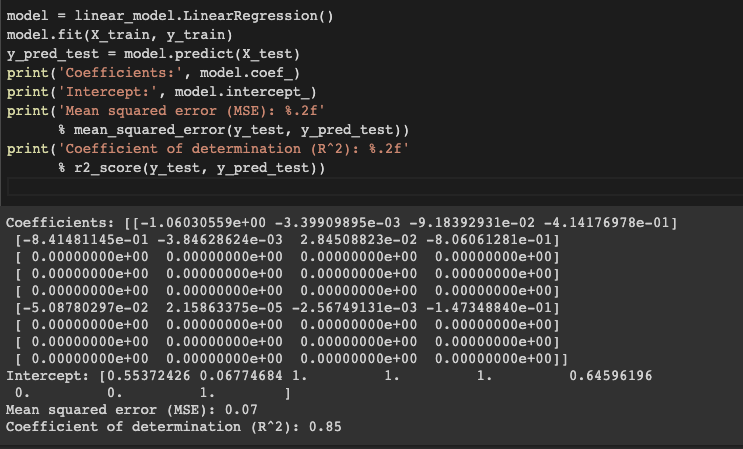 model = linear_model.LinearRegression()
model.fit(X_train, y_train)
y_pred_test = model.predict(X_test)
print('Coefficients:', model.coef_)
print('Intercept:', model.intercept_)
print('Mean squared error (MSE): %.2f'
      % mean_squared_error(y_test, y_pred_test))
print('Coefficient of determination (R^2): %.2f'
      % r2_score(y_test, y_pred_test))
Coefficients: [[-1.06030559e+00 -3.39909895e-03 -9.18392931e-02 -4.14176978e-01]
 [-8.41481145e-01 -3.84628624e-03  2.84508823e-02 -8.06061281e-01]
 [ 0.00000000e+00  0.00000000e+00  0.00000000e+00  0.00000000e+00]
 [ 0.00000000e+00  0.00000000e+00  0.00000000e+00  0.00000000e+00]
 [ 0.00000000e+00  0.00000000e+00  0.00000000e+00  0.00000000e+00]
 [-5.08780297e-02  2.15863375e-05 -2.56749131e-03 -1.47348840e-01]
 [ 0.00000000e+00  0.00000000e+00  0.00000000e+00  0.00000000e+00]
 [ 0.00000000e+00  0.00000000e+00  0.00000000e+00  0.00000000e+00]
 [ 0.00000000e+00  0.00000000e+00  0.00000000e+00  0.00000000e+00]]
Intercept: [0.55372426 0.06774684 1.         1.         1.         0.64596196
 0.         0.         1.        ]
Mean squared error (MSE): 0.07
Coefficient of determination (R^2): 0.85